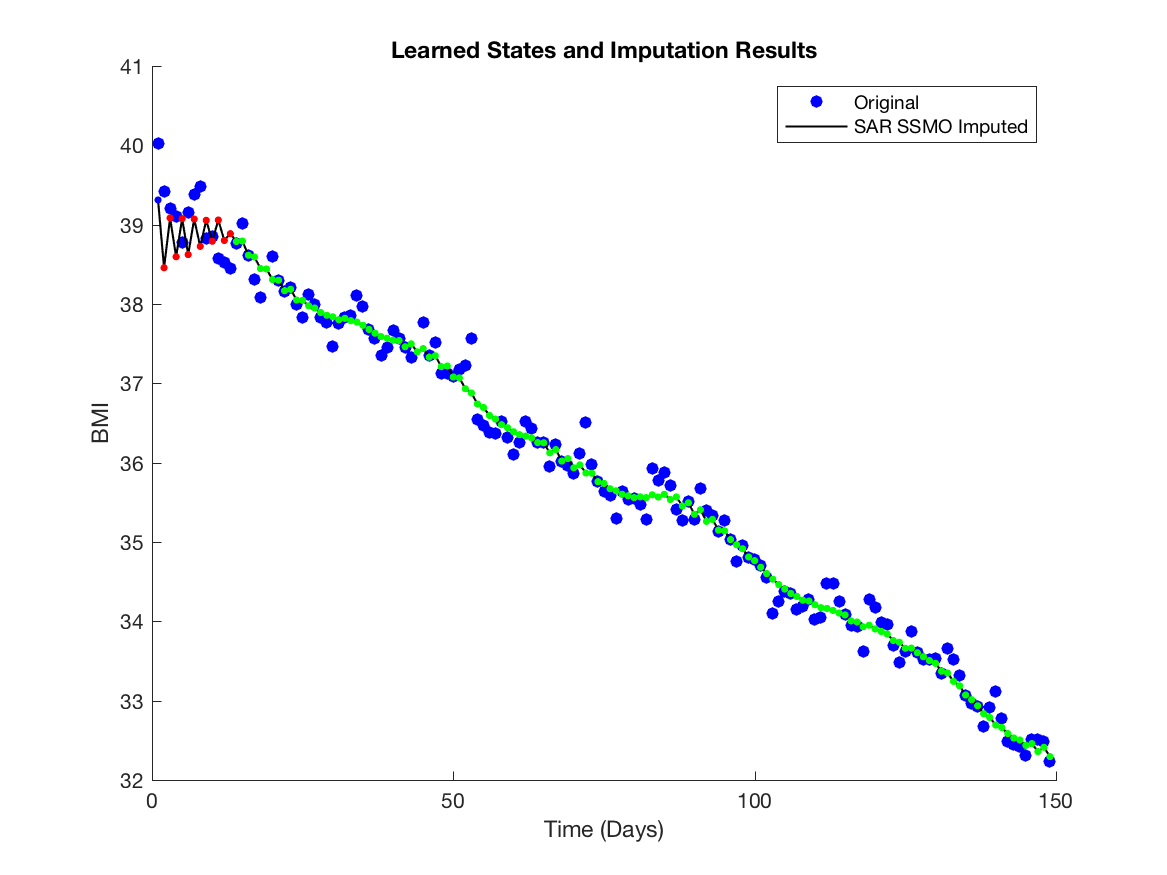 Learned States and Imputation Results
Original
SAR SSMO Imputed
41
40
39
38
37
36
35
34
33
32
BMI
0
50
100
150
Time (Days)